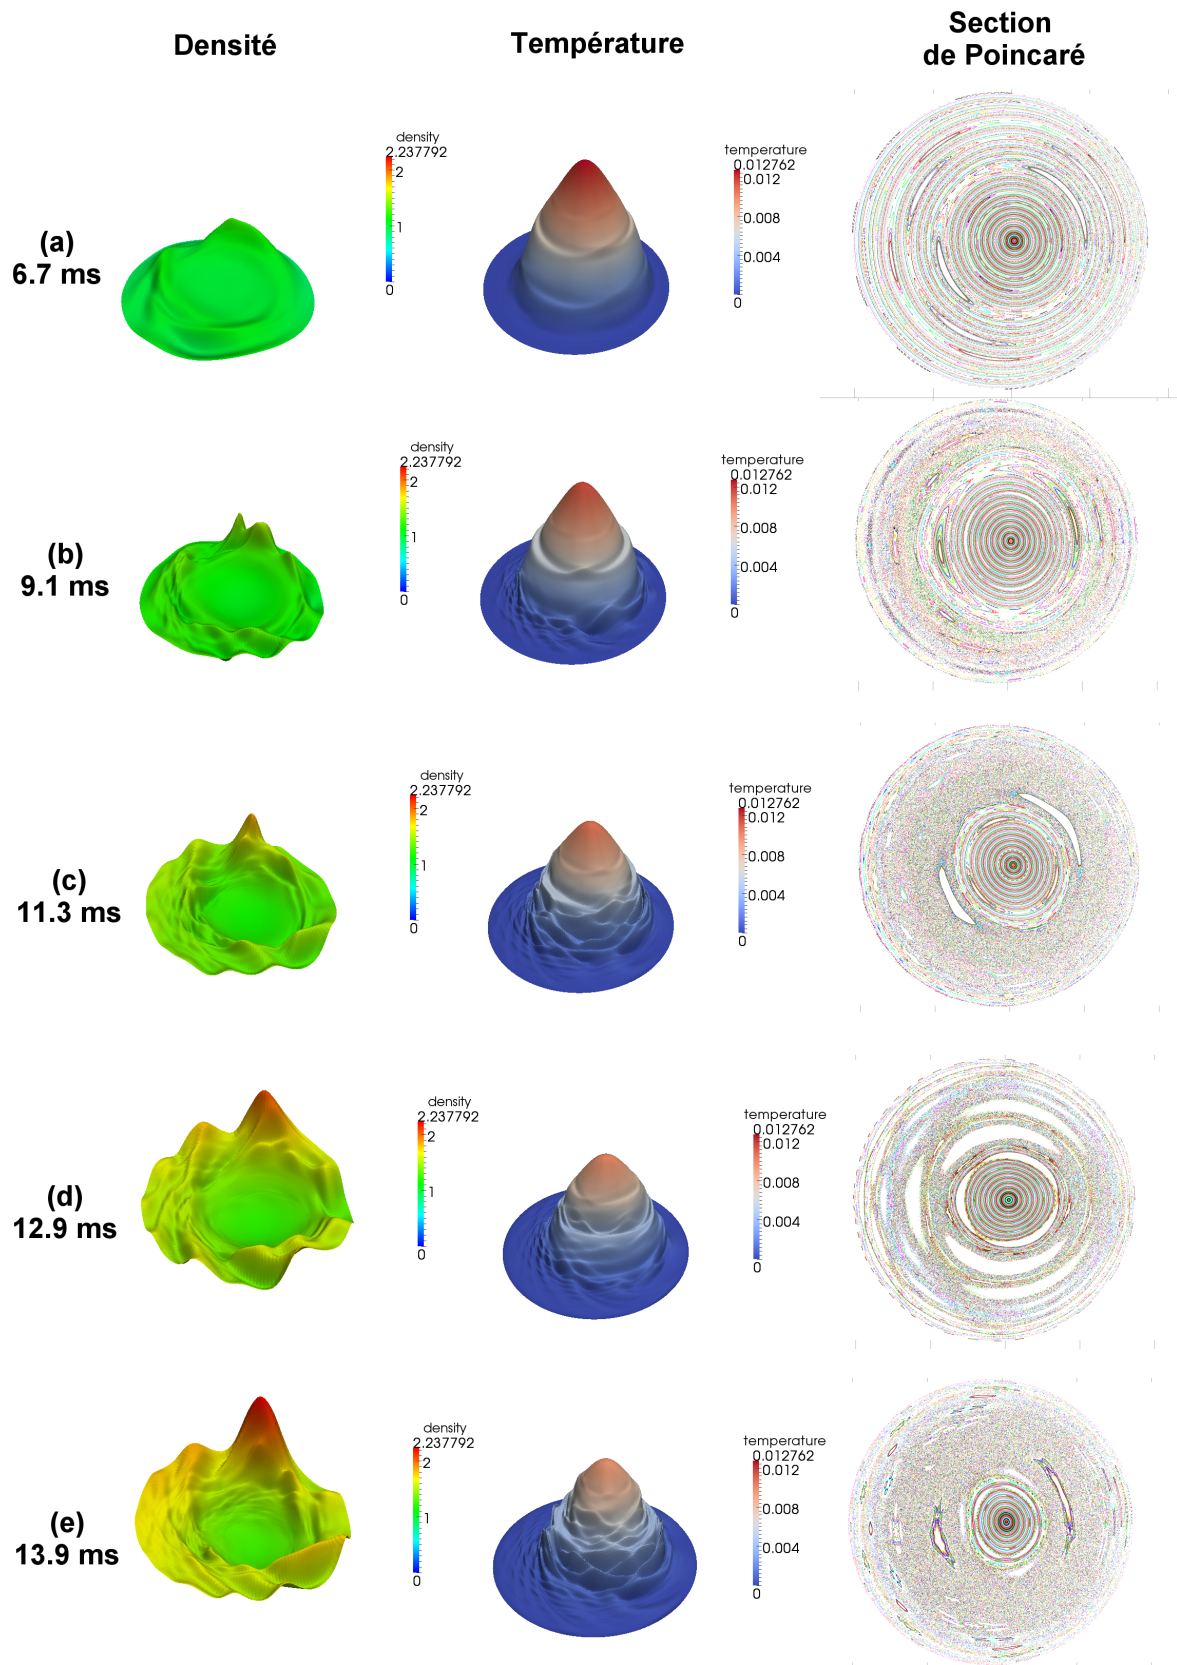 Densité
Température
Section
de Poincaré
(a)
6.7 ms
density
2.237792
2
1
0
temperature
0.012762
0.012
0.008
0.004
0
(b)
9.1 ms
density
2.237792
2
1
0
temperature
0.012762
0.012
0.008
0.004
0
(c)
11.3 ms
density
2.237792
2
1
0
temperature
0.012762
0.012
0.008
0.004
0
(d)
12.9 ms
density
2.237792
2
1
0
temperature
0.012762
0.012
0.008
0.004
0
(e)
13.9 ms
density
2.237792
2
1
0
temperature
0.012762
0.012
0.008
0.004
0